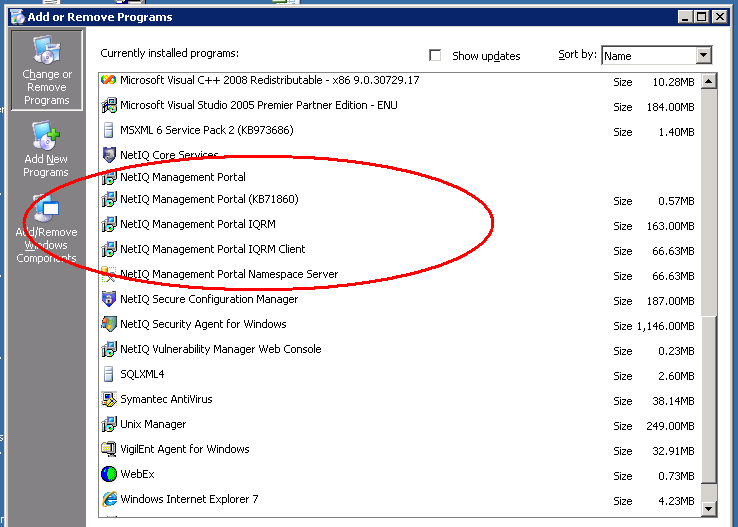 Add or Remove Programs
Change or
Remove
Programs
Add New
Programs
Add/Remove
Windows
Components
Currently installed programs:
Show updates
Sort by:
Name
Microsoft Visual C++ 2008 Redistributable - x86 9.0.30729.17 Size 10.28MB
Microsoft Visual Studio 2005 Premier Partner Edition - ENU Size 184.00MB
MSXML 6 Service Pack 2 (KB973686) Size 1.40MB
NetIQ Core Services
NetIQ Management Portal
NetIQ Management Portal (KB71860) Size 0.57MB
NetIQ Management Portal IQRM Size 163.00MB
NetIQ Management Portal IQRM Client Size 66.63MB
NetIQ Management Portal Namespace Server Size 66.63MB
NetIQ Secure Configuration Manager Size 187.00MB
NetIQ Security Agent for Windows Size 1,146.00MB
NetIQ Vulnerability Manager Web Console Size 0.23MB
SQLXML4 Size 2.60MB
Symantec AntiVirus Size 38.14MB
Unix Manager Size 249.00MB
VigilEnt Agent for Windows Size 32.91MB
WebEx Size 0.73MB
Windows Internet Explorer 7 Size 4.23MB